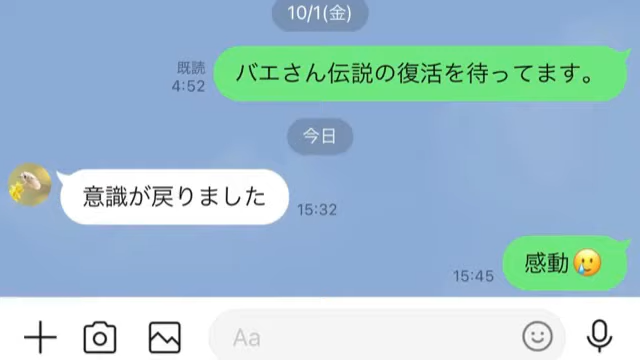 10/1(金)
バエさん伝説の復活を待ってます。
既読
4:52
今日
意識が戻りました
15:32
感動🥲
15:45
Aa